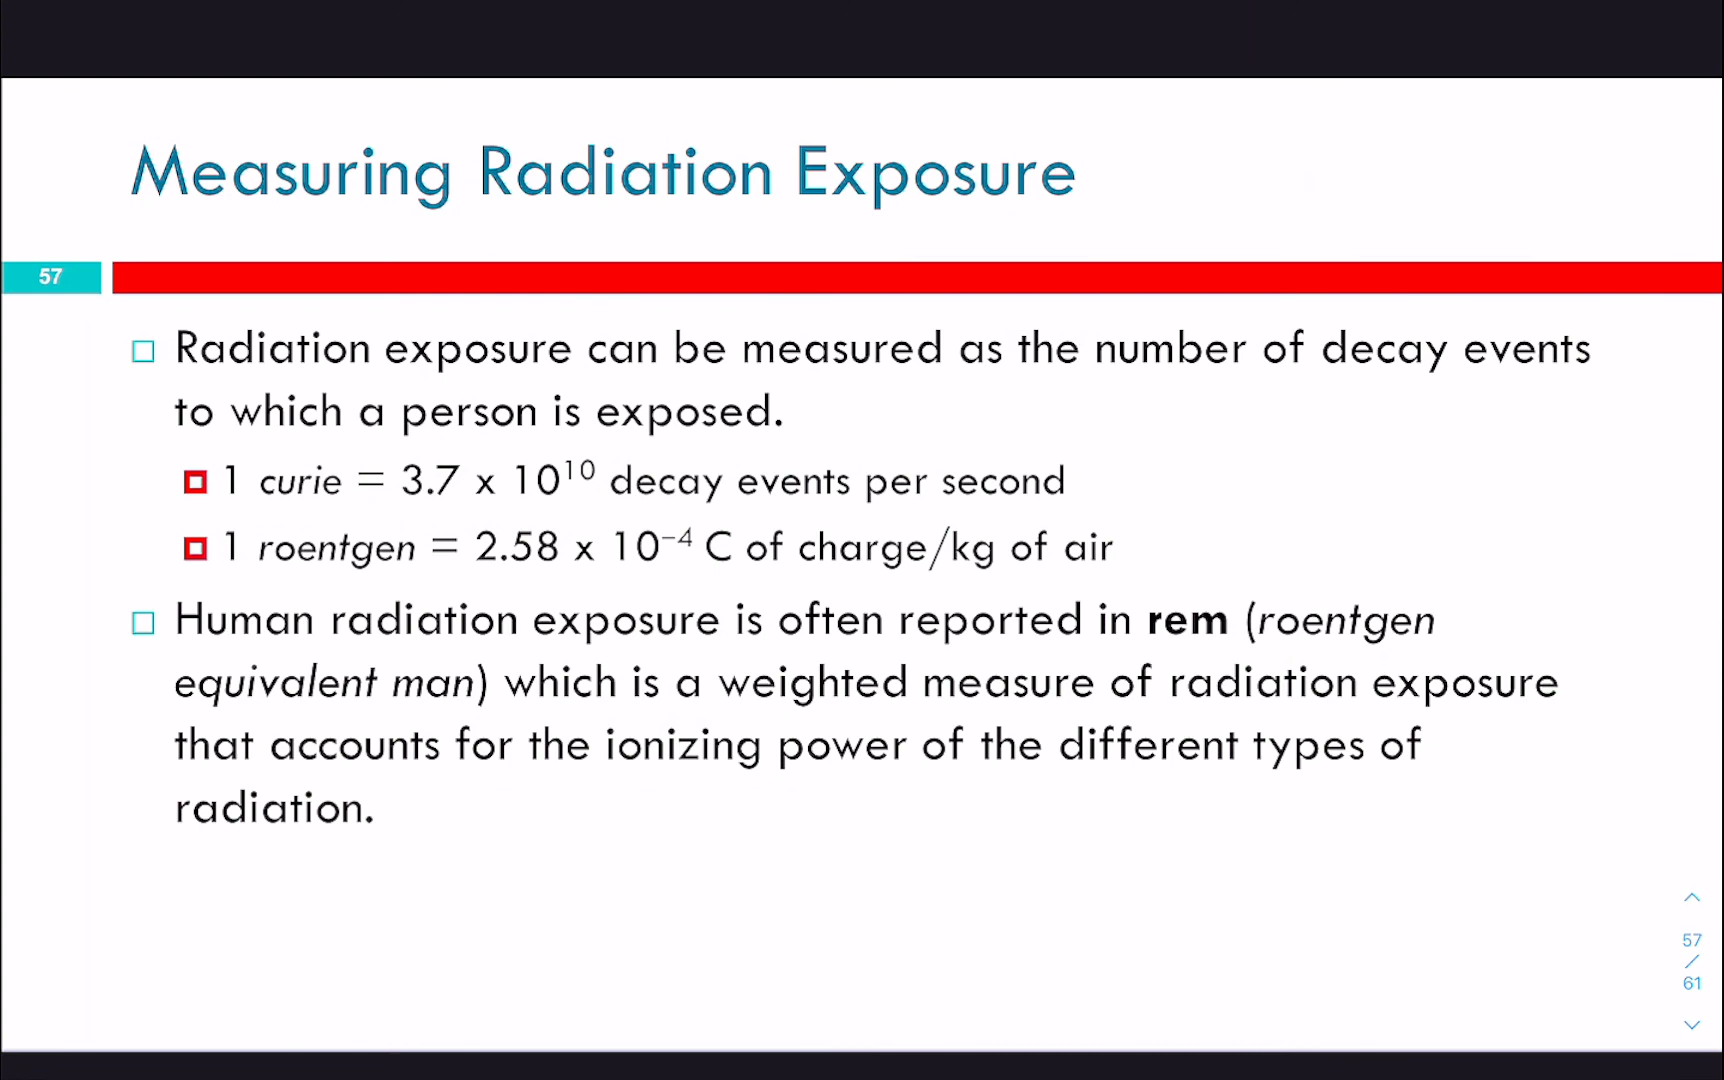 Measuring Radiation Exposure
57
Radiation exposure can be measured as the number of decay events
to which a person is exposed.
1 curie = 3.7 x 10¹⁰ decay events per second
1 roentgen = 2.58 x 10⁻⁴ C of charge/kg of air
Human radiation exposure is often reported in rem (roentgen
equivalent man) which is a weighted measure of radiation exposure
that accounts for the ionizing power of the different types of
radiation.
57
/
61